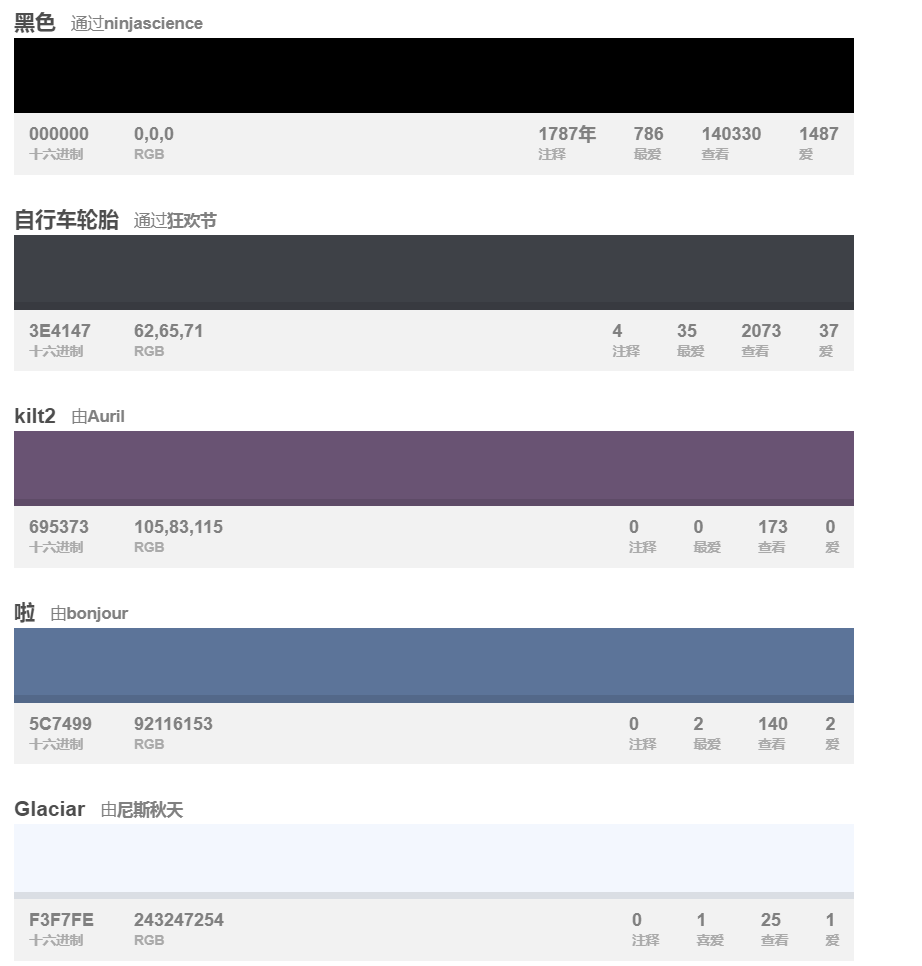 黑色 通过ninjascience
000000 0,0,0 1787年 786 140330 1487
十六进制 RGB 注释 最爱 查看 爱
自行车轮胎 通过狂欢节
3E4147 62,65,71 4 35 2073 37
十六进制 RGB 注释 最爱 查看 爱
kilt2 由Auril
695373 105,83,115 0 0 173 0
十六进制 RGB 注释 最爱 查看 爱
啦 由bonjour
5C7499 92116153 0 2 140 2
十六进制 RGB 注释 最爱 查看 爱
Glaciar 由尼斯秋天
F3F7FE 243247254 0 1 25 1
十六进制 RGB 注释 喜爱 查看 爱